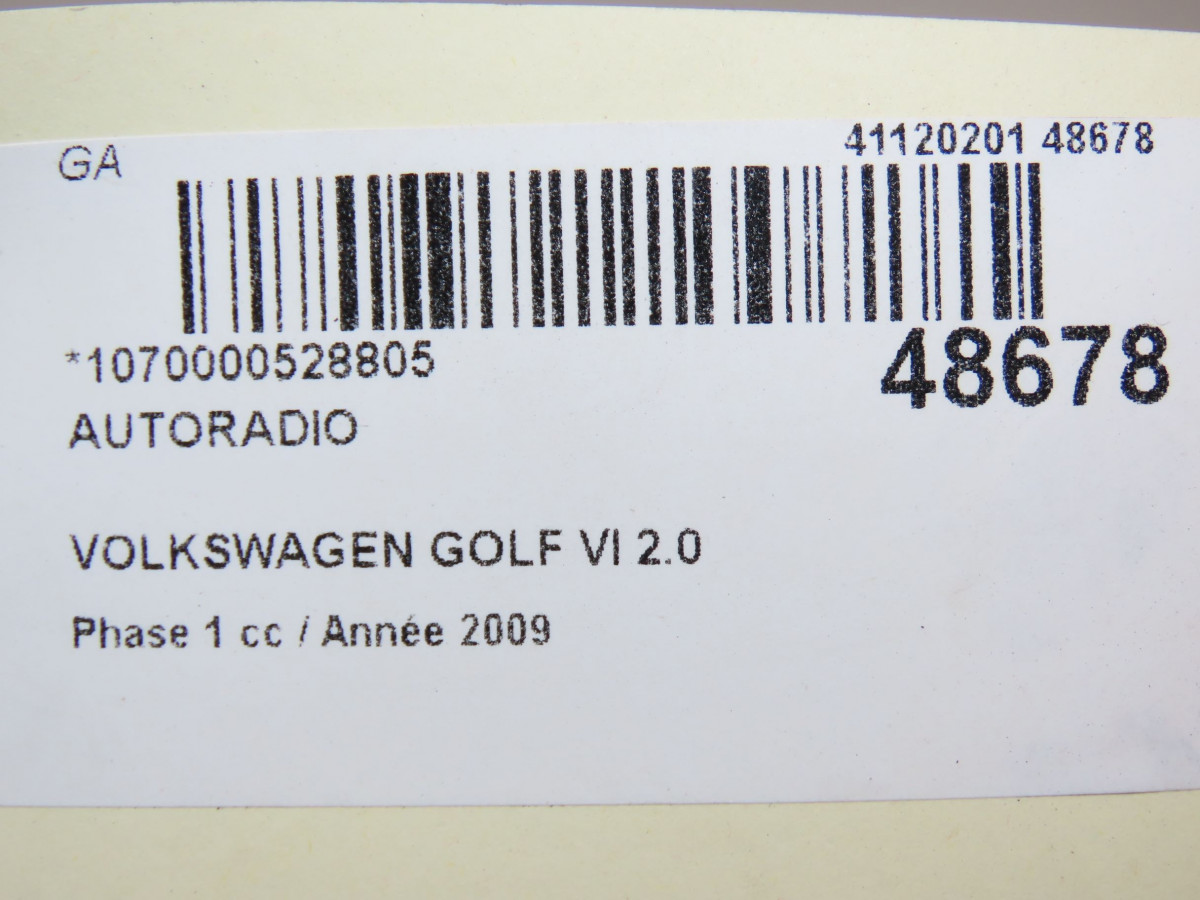 GA
41120201 48678
*1070000528805
48678
AUTORADIO
VOLKSWAGEN GOLF VI 2.0
Phase 1 cc / Année 2009